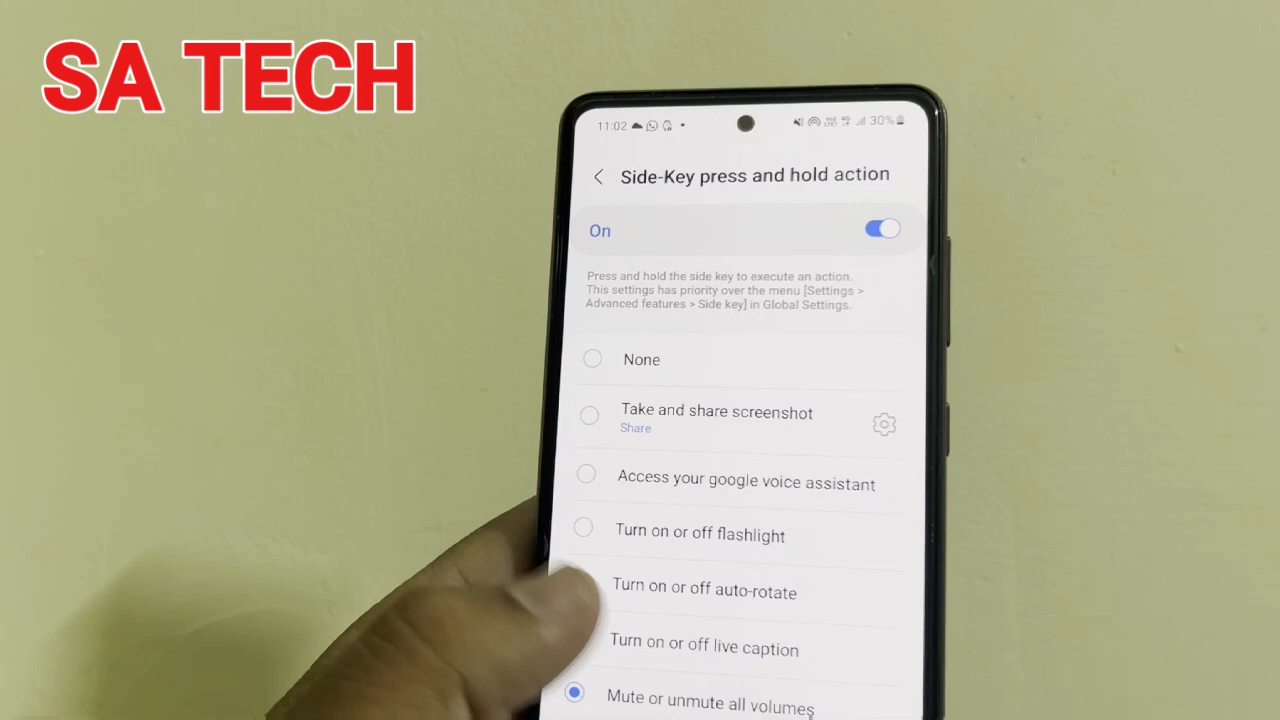 SA TECH
11:02
30%
Side-Key press and hold action
On
Press and hold the side key to execute an action.
This settings has priority over the menu [Settings >
Advanced features > Side key] in Global Settings.
None
Take and share screenshot
Share
Access your google voice assistant
Turn on or off flashlight
Turn on or off auto-rotate
Turn on or off live caption
Mute or unmute all volumes